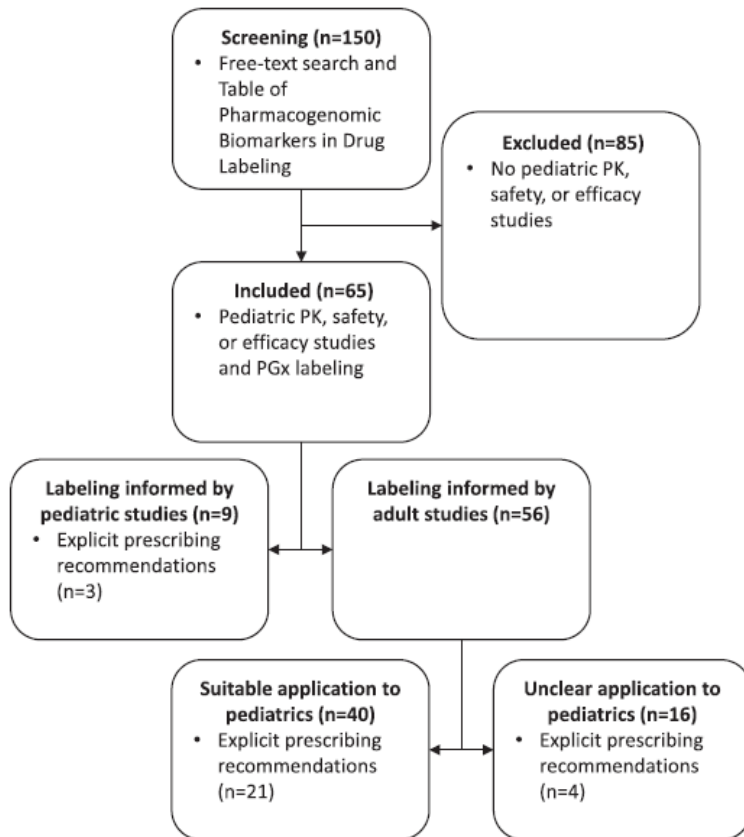 Screening (n=150)
• Free-text search and
Table of
Pharmacogenomic
Biomarkers in Drug
Labeling
Excluded (n=85)
• No pediatric PK,
safety, or efficacy
studies
Included (n=65)
• Pediatric PK, safety,
or efficacy studies
and PGx labeling
Labeling informed by
pediatric studies (n=9)
• Explicit prescribing
recommendations
(n=3)
Labeling informed by
adult studies (n=56)
Suitable application to
pediatrics (n=40)
• Explicit prescribing
recommendations
(n=21)
Unclear application to
pediatrics (n=16)
• Explicit prescribing
recommendations
(n=4)